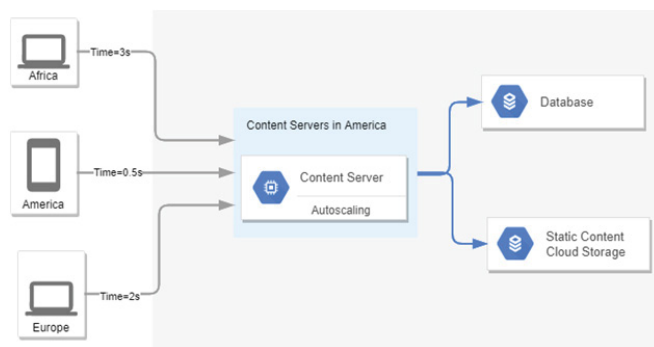 Africa
Time=3s
America
Time=0.5s
Europe
Time=2s
Content Servers in America
Content Server
Autoscaling
Database
Static Content
Cloud Storage